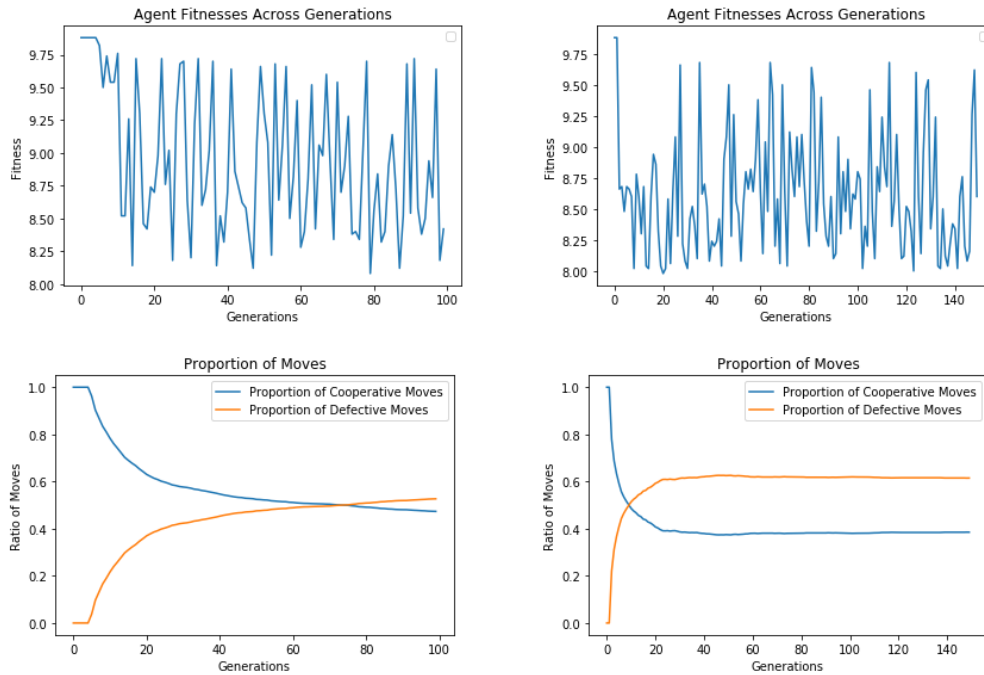 Agent Fitnesses Across Generations
9.75
9.50
9.25
9.00
8.75
8.50
8.25
8.00
Fitness
0 20 40 60 80 100
Generations
Agent Fitnesses Across Generations
9.75
9.50
9.25
9.00
8.75
8.50
8.25
8.00
Fitness
0 20 40 60 80 100 120 140
Generations
Proportion of Moves
Proportion of Cooperative Moves
Proportion of Defective Moves
1.0
0.8
0.6
0.4
0.2
0.0
Ratio of Moves
0 20 40 60 80 100
Generations
Proportion of Moves
Proportion of Cooperative Moves
Proportion of Defective Moves
1.0
0.8
0.6
0.4
0.2
0.0
Ratio of Moves
0 20 40 60 80 100 120 140
Generations